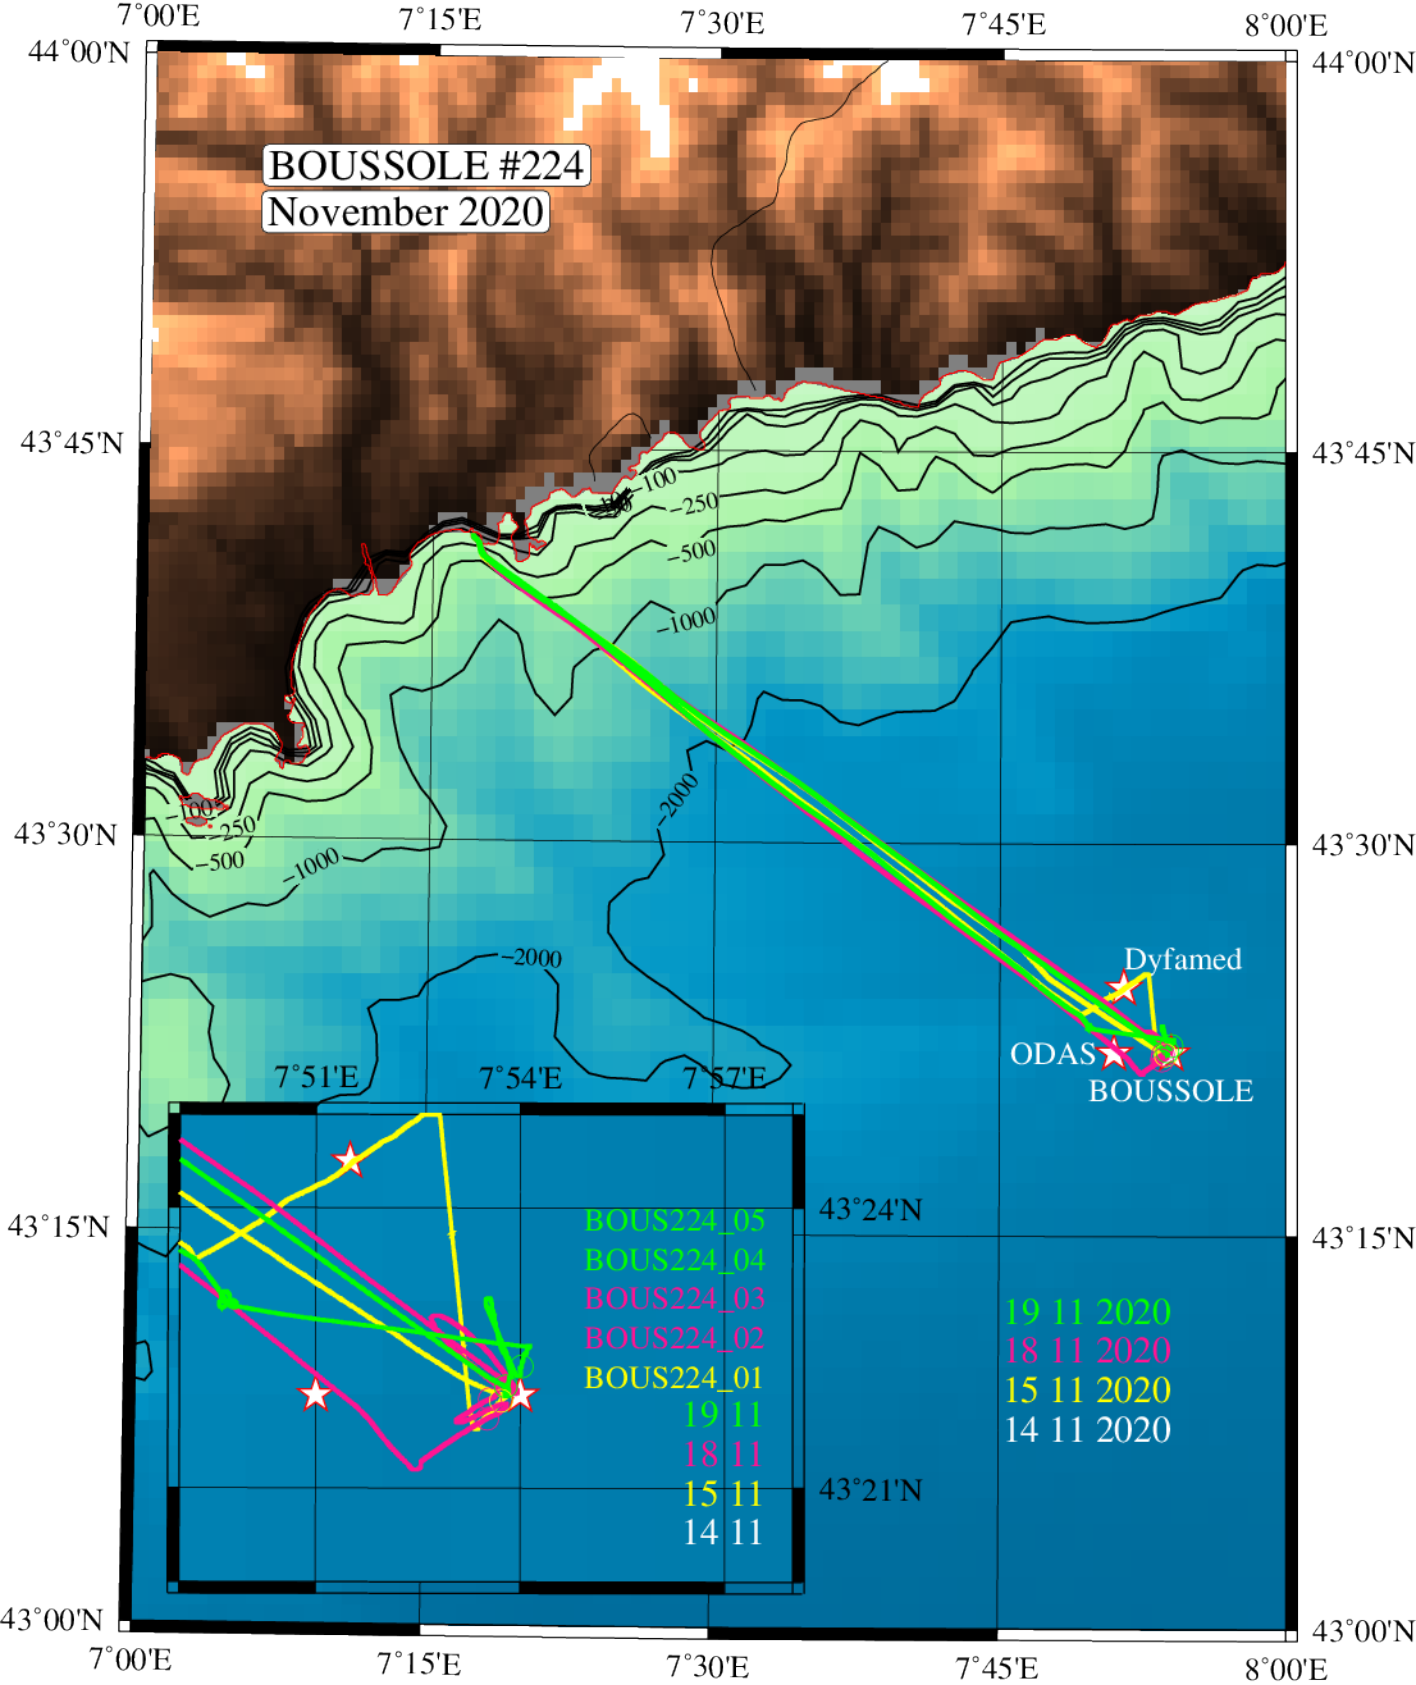 7°00'E 7°15'E 7°30'E 7°45'E 8°00'E
44°00'N 44°00'N
BOUSSOLE #224
November 2020
43°45'N 43°45'N
−100
−250
−500
−1000
−2000
−100
−250
−500
−1000
43°30'N 43°30'N
−2000
Dyfamed
ODAS
BOUSSOLE
7°51'E 7°54'E 7°57'E
43°24'N
43°15'N 43°15'N
BOUS224_05
BOUS224_04
BOUS224_03
BOUS224_02
BOUS224_01
19 11
18 11
15 11
14 11
19 11 2020
18 11 2020
15 11 2020
14 11 2020
43°21'N
43°00'N 43°00'N
7°00'E 7°15'E 7°30'E 7°45'E 8°00'E